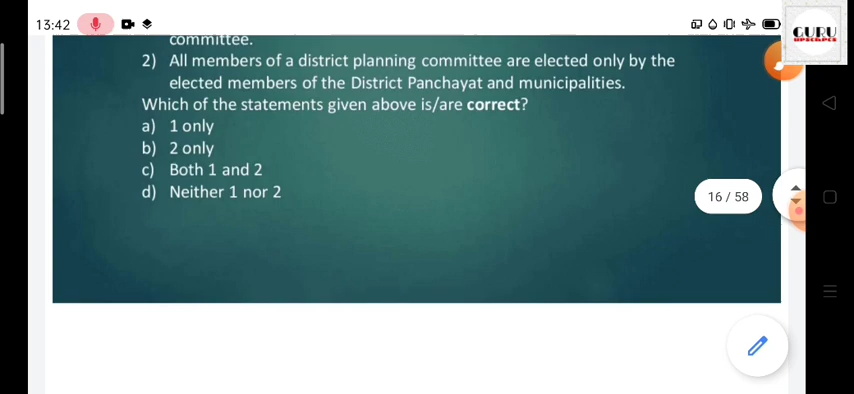 13:42
GURU
UPSC&PCS
committee.
2) All members of a district planning committee are elected only by the
elected members of the District Panchayat and municipalities.
Which of the statements given above is/are correct?
a) 1 only
b) 2 only
c) Both 1 and 2
d) Neither 1 nor 2
16 / 58